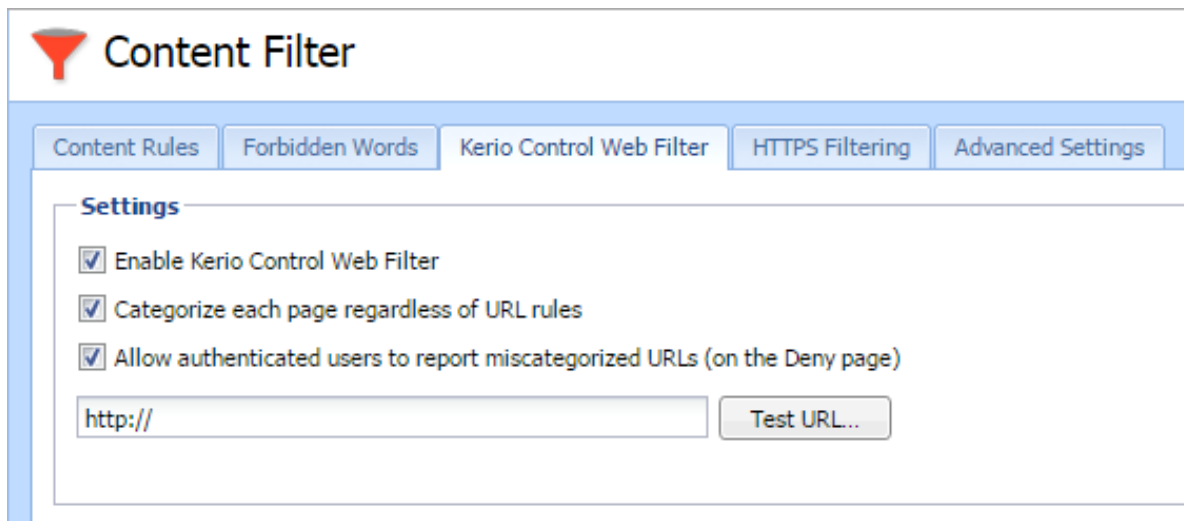 Content Filter
Content Rules Forbidden Words Kerio Control Web Filter HTTPS Filtering Advanced Settings
Settings
Enable Kerio Control Web Filter
Categorize each page regardless of URL rules
Allow authenticated users to report miscategorized URLs (on the Deny page)
http:// Test URL...